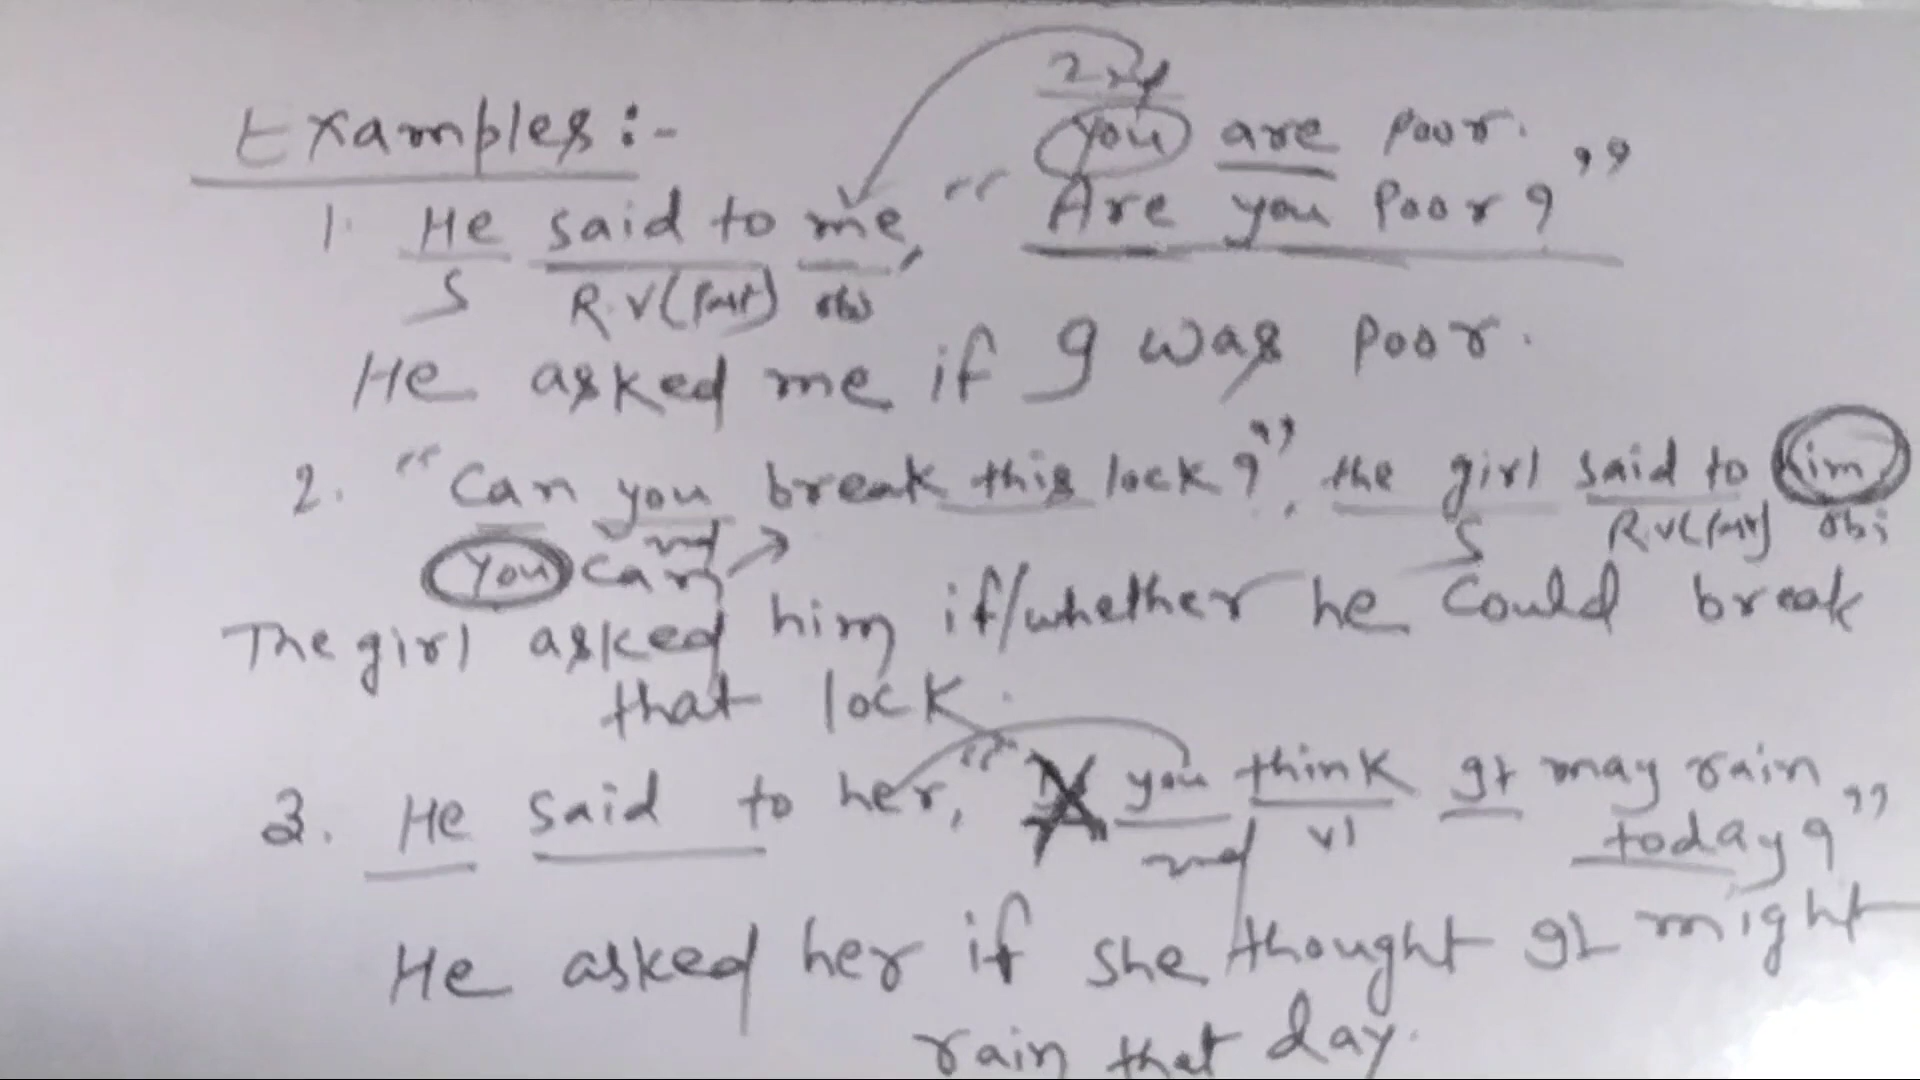 2nd
Examples:-
You are poor.
1. He said to me, "Are you poor?"
S R.V(Past) obj
He asked me if I was poor.
2. "Can you break this lock?", the girl said to him
2nd S R.V(Past) obj
You can
The girl asked him if/whether he could break
that lock.
3. He said to her, " you think It may rain
2nd V1 today?"
He asked her if she thought It might
rain that day.